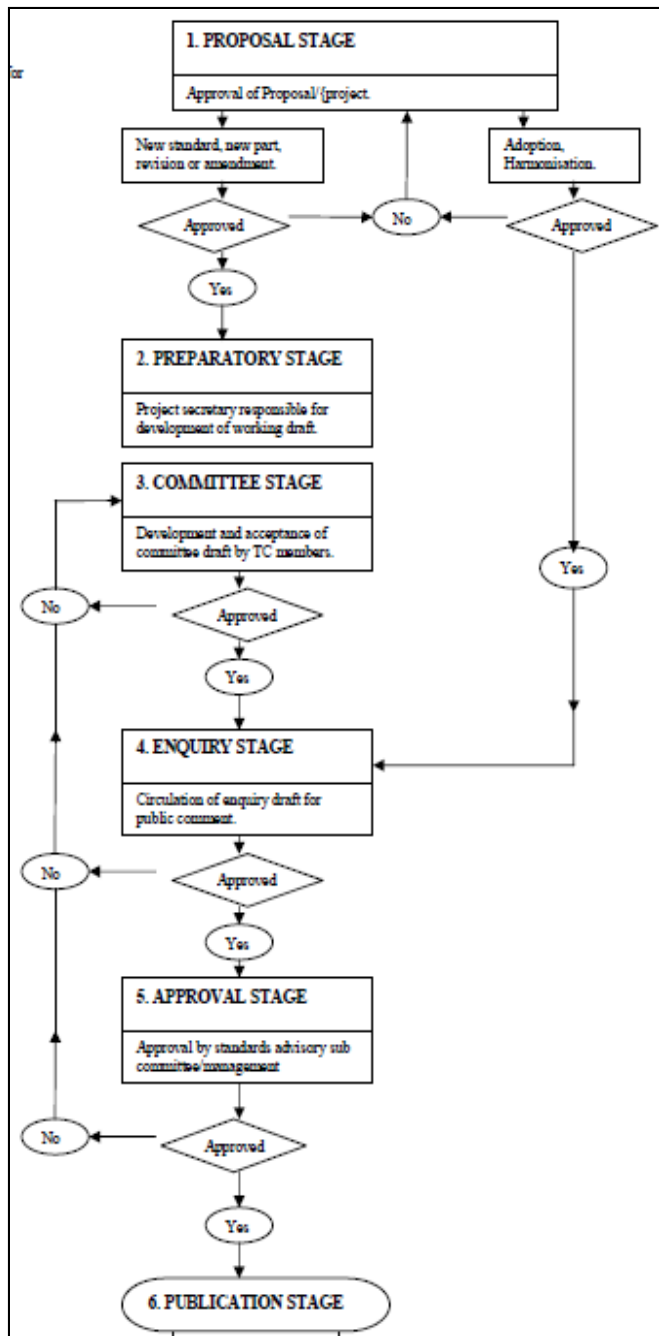 for
1. PROPOSAL STAGE
Approval of Proposal/{project.
New standard, new part,
revision or amendment.
Adoption,
Harmonisation.
Approved
No
Approved
Yes
2. PREPARATORY STAGE
Project secretary responsible for
development of working draft.
3. COMMITTEE STAGE
Development and acceptance of
committee draft by TC members.
Yes
No
Approved
Yes
4. ENQUIRY STAGE
Circulation of enquiry draft for
public comment.
No
Approved
Yes
5. APPROVAL STAGE
Approval by standards advisory sub
committee/management
No
Approved
Yes
6. PUBLICATION STAGE